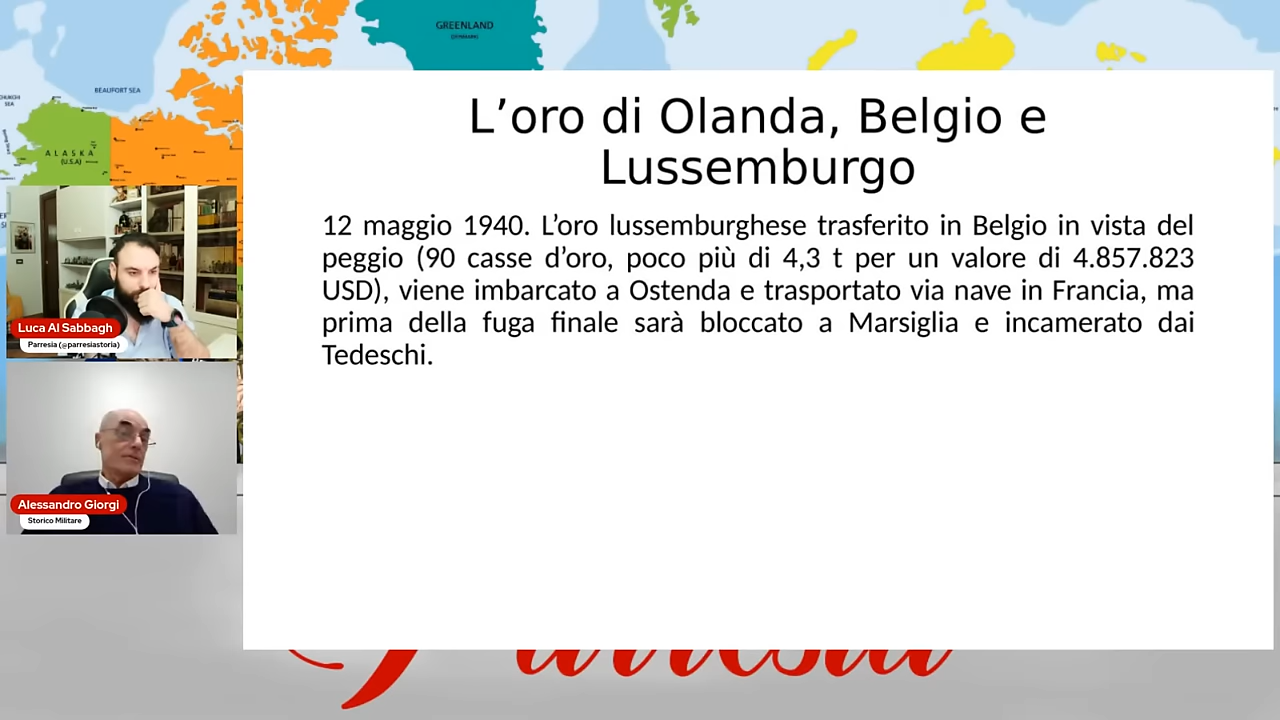 GREENLAND
(DENMARK)
BEAUFORT SEA
SEA
ALASKA
(U.S.A)
L’oro di Olanda, Belgio e
Lussemburgo
12 maggio 1940. L’oro lussemburghese trasferito in Belgio in vista del
peggio (90 casse d’oro, poco più di 4,3 t per un valore di 4.857.823
USD), viene imbarcato a Ostenda e trasportato via nave in Francia, ma
prima della fuga finale sarà bloccato a Marsiglia e incamerato dai
Tedeschi.
Luca Al Sabbagh
Parresia (@parresiastoria)
Alessandro Giorgi
Storico Militare
Parresia